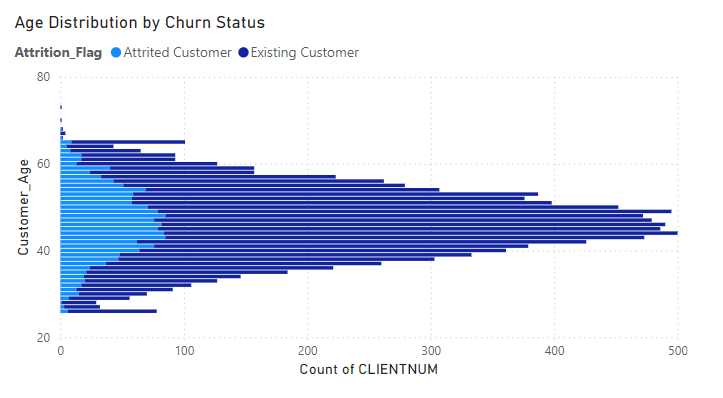 Age Distribution by Churn Status
Attrition_Flag Attrited Customer Existing Customer
80
60
40
20
Customer_Age
0 100 200 300 400 500
Count of CLIENTNUM